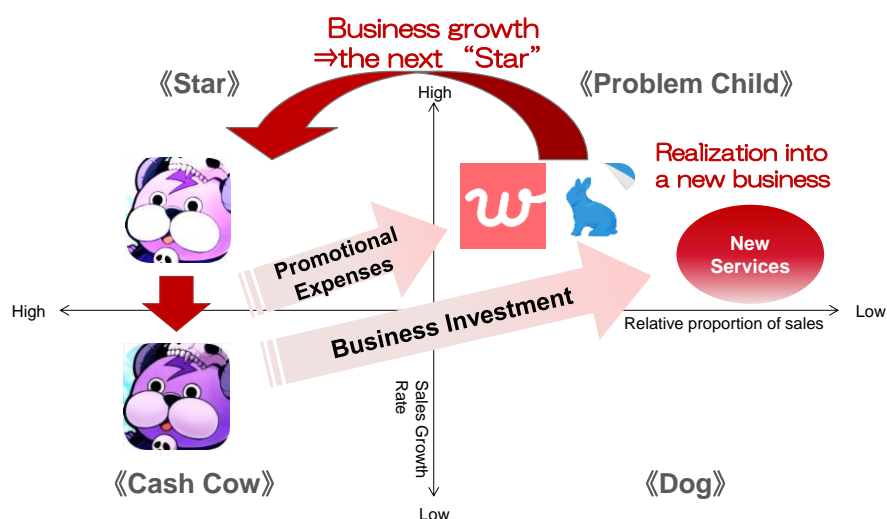 Business growth
⇒the next “Star”
《Star》
High
《Problem Child》
Realization into
a new business
w
New
Services
Promotional
Expenses
Business Investment
High
Relative proportion of sales
Low
Sales Growth
Rate
《Cash Cow》
《Dog》
Low